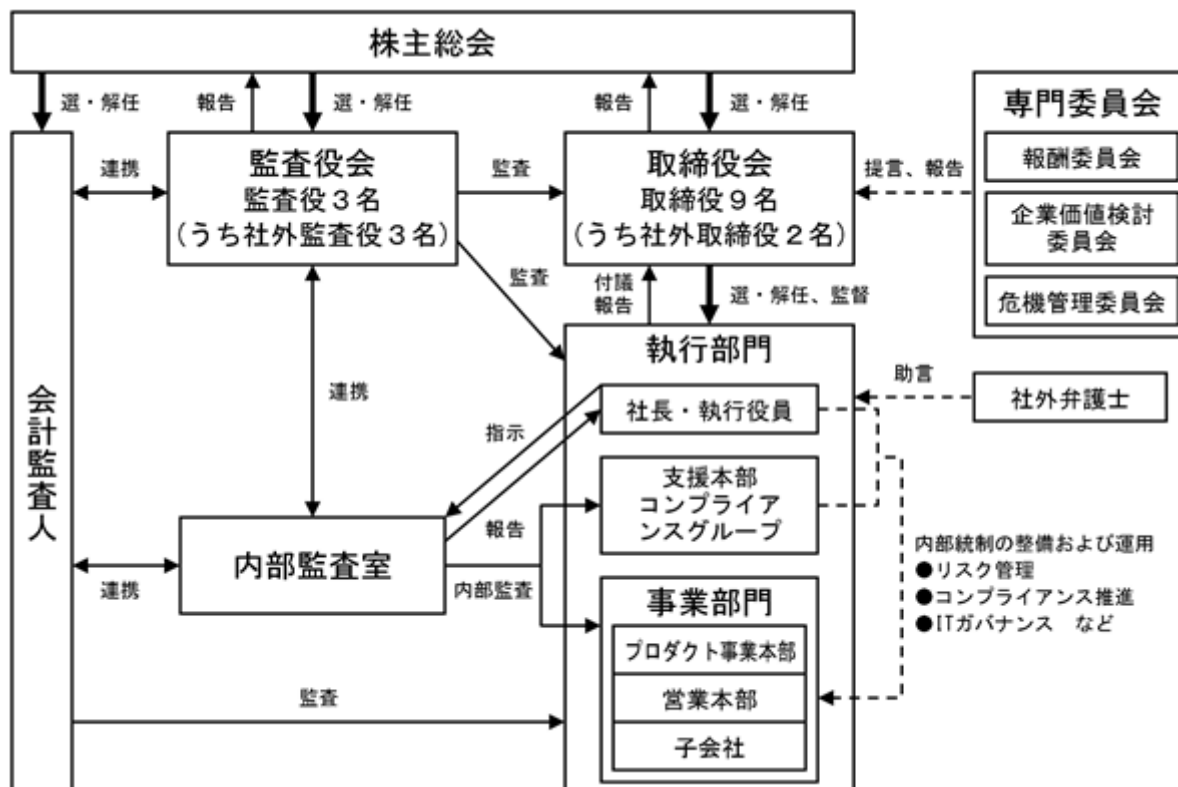 株主総会
選・解任
報告
選・解任
報告
選・解任
専門委員会
報酬委員会
企業価値検討
委員会
危機管理委員会
連携
監査役会
監査役3名
(うち社外監査役3名)
監査
取締役会
取締役9名
(うち社外取締役2名)
提言、報告
監査
付議
報告
選・解任、監督
執行部門
会計監査人
連携
指示
社長・執行役員
助言
社外弁護士
支援本部
コンプライア
ンスグループ
報告
内部監査室
連携
内部監査
内部統制の整備および運用
●リスク管理
●コンプライアンス推進
●ITガバナンス など
事業部門
プロダクト事業本部
営業本部
子会社
監査